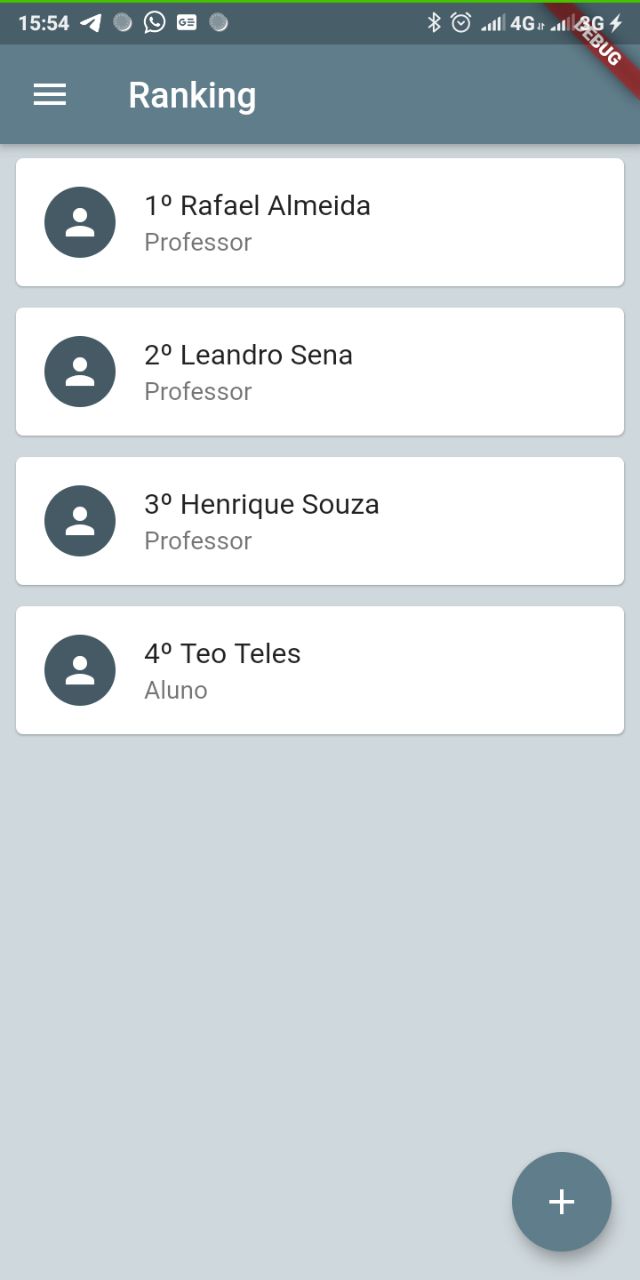 15:54
4G
3G
DEBUG
Ranking
1º Rafael Almeida
Professor
2º Leandro Sena
Professor
3º Henrique Souza
Professor
4º Teo Teles
Aluno